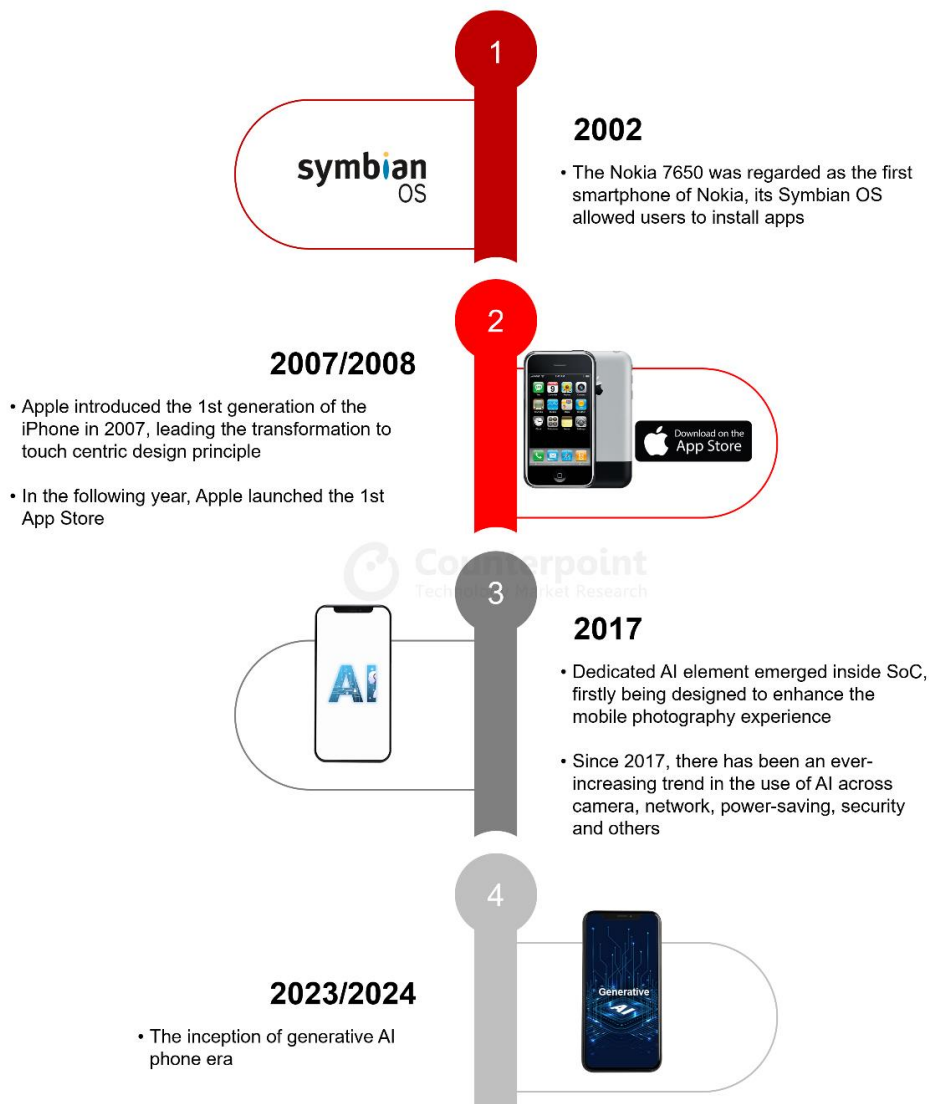 1
symbian
OS
2002
• The Nokia 7650 was regarded as the first
smartphone of Nokia, its Symbian OS
allowed users to install apps
2
2007/2008
• Apple introduced the 1st generation of the
iPhone in 2007, leading the transformation to
touch centric design principle
• In the following year, Apple launched the 1st
App Store
Download on the
App Store
Counterpoint
Technology Market Research
3
AI
2017
• Dedicated AI element emerged inside SoC,
firstly being designed to enhance the
mobile photography experience
• Since 2017, there has been an ever-
increasing trend in the use of AI across
camera, network, power-saving, security
and others
4
2023/2024
• The inception of generative AI
phone era
Generative
AI